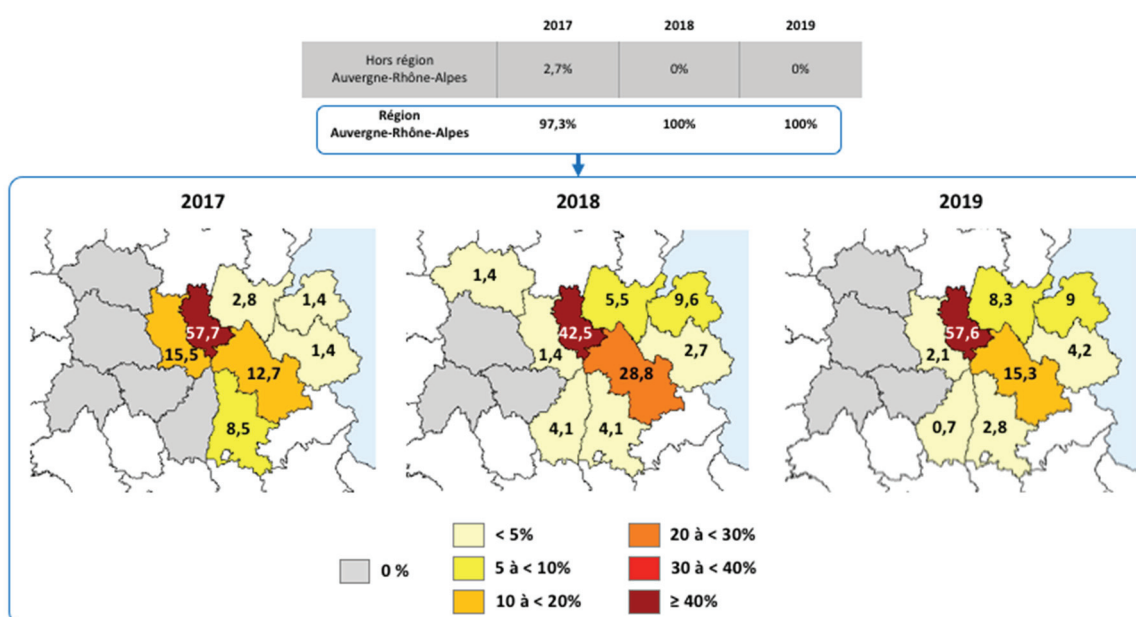 2017 2018 2019
Hors région
Auvergne-Rhône-Alpes
2,7% 0% 0%
Région
Auvergne-Rhône-Alpes
97,3% 100% 100%
2017
2,8
1,4
57,7
15,5
1,4
12,7
8,5
2018
1,4
5,5
9,6
42,5
1,4
2,7
28,8
4,1
4,1
2019
8,3
9
57,6
2,1
4,2
15,3
0,7
2,8
0 %
< 5%
5 à < 10%
10 à < 20%
20 à < 30%
30 à < 40%
≥ 40%